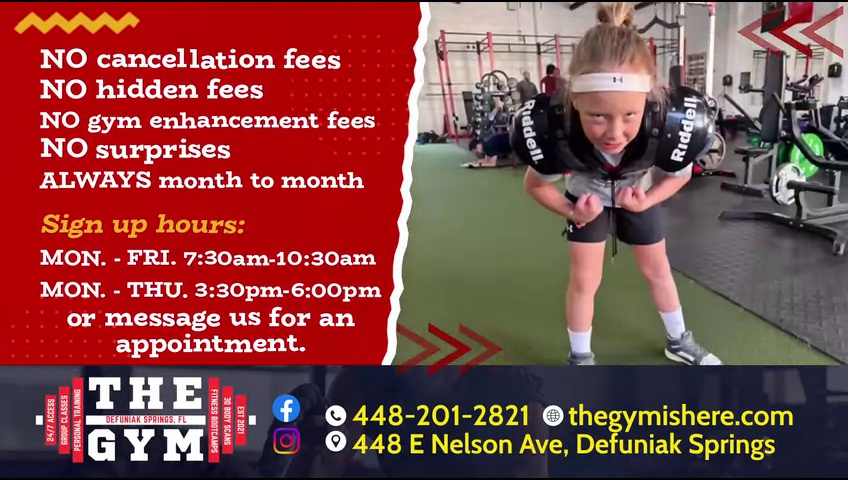 NO cancellation fees
NO hidden fees
NO gym enhancement fees
NO surprises
ALWAYS month to month
Sign up hours:
MON. - FRI. 7:30am-10:30am
MON. - THU. 3:30pm-6:00pm
or message us for an
appointment.
Riddell
Riddell
24/7 ACCESS
GROUP CLASSES
PERSONAL TRAINING
THE
DEFUNIAK SPRINGS, FL
GYM
FITNESS BOOTCAMPS
3D BODY SCANS
EST 2021
448-201-2821
thegymishere.com
448 E Nelson Ave, Defuniak Springs